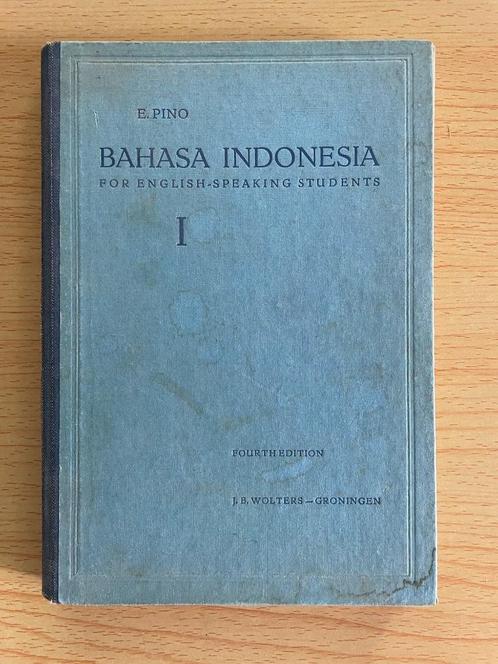 E. PINO
BAHASA INDONESIA
FOR ENGLISH-SPEAKING STUDENTS
I
FOURTH EDITION
J. B. WOLTERS — GRONINGEN